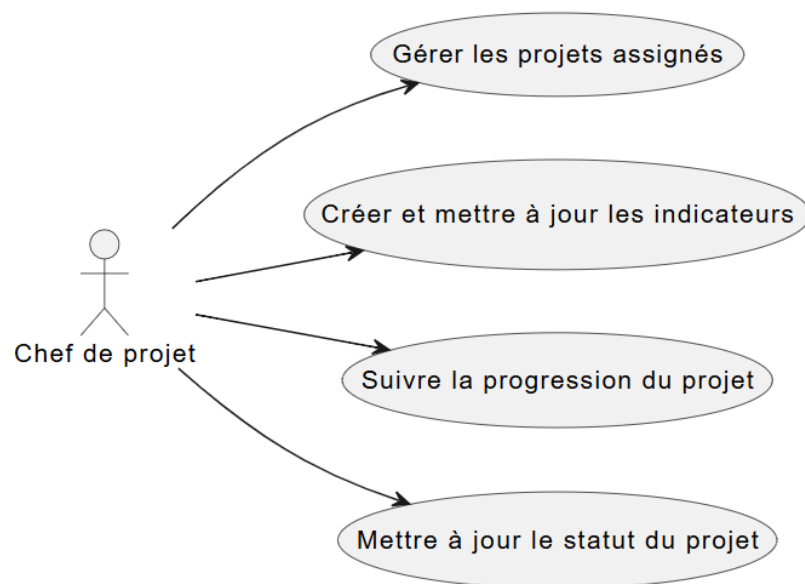 Gérer les projets assignés
Créer et mettre à jour les indicateurs
Chef de projet
Suivre la progression du projet
Mettre à jour le statut du projet